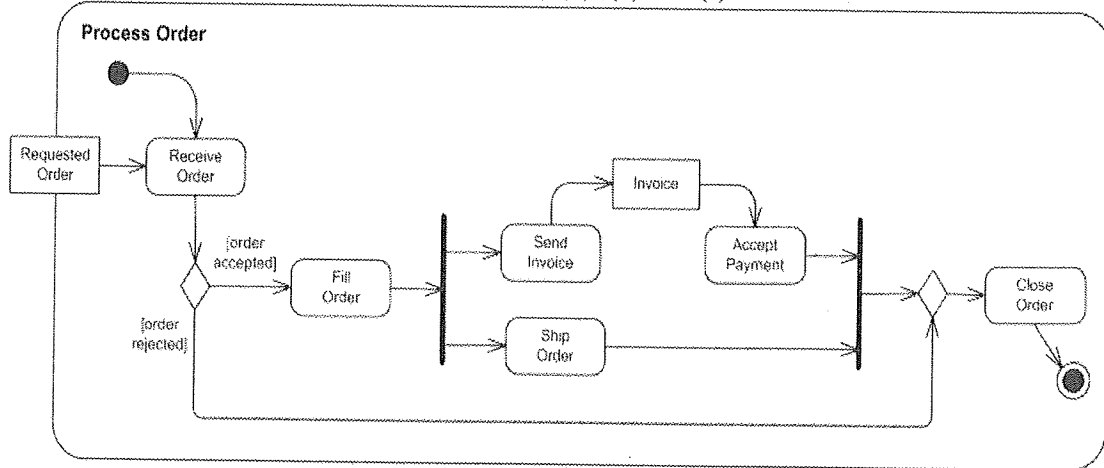 Process Order
Requested
Order
Receive
Order
Invoice
[order
accepted]
Send
Invoice
Accept
Payment
Fill
Order
Close
Order
[order
rejected]
Ship
Order